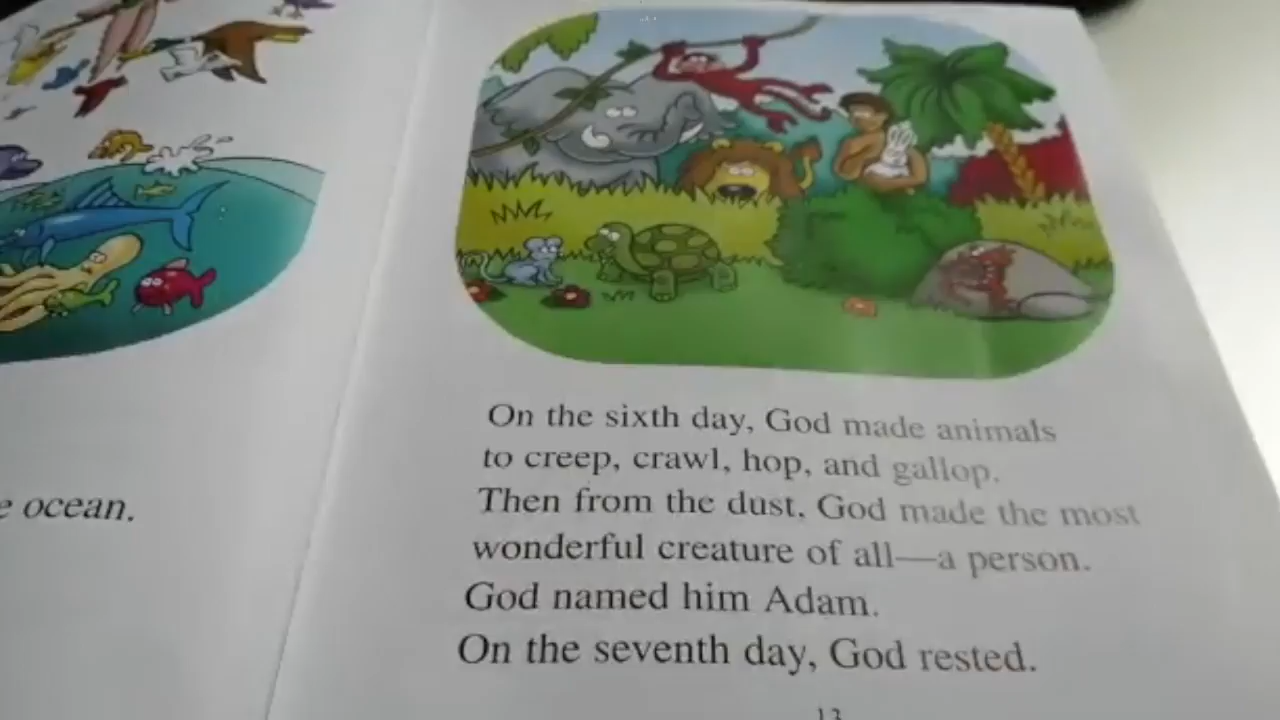 e ocean.
On the sixth day, God made animals
to creep, crawl, hop, and gallop.
Then from the dust, God made the most
wonderful creature of all—a person.
God named him Adam.
On the seventh day, God rested.
13